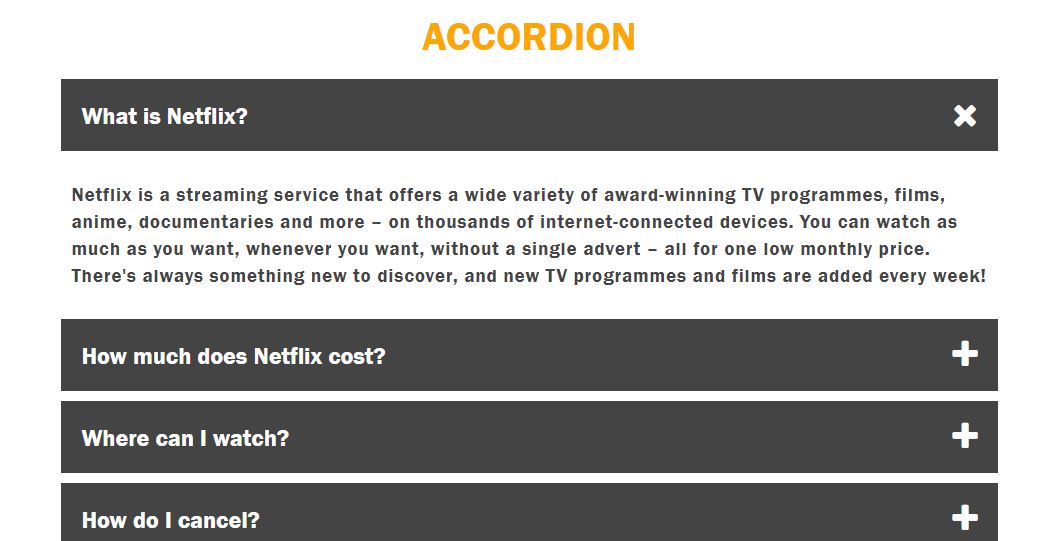 ACCORDION
What is Netflix?
Netflix is a streaming service that offers a wide variety of award-winning TV programmes, films,
anime, documentaries and more – on thousands of internet-connected devices. You can watch as
much as you want, whenever you want, without a single advert – all for one low monthly price.
There's always something new to discover, and new TV programmes and films are added every week!
How much does Netflix cost?
Where can I watch?
How do I cancel?